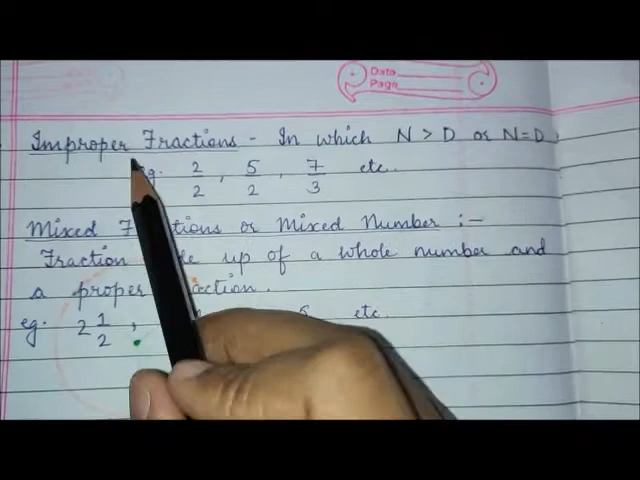 Data
Page
Improper Fractions - In which N > D or N = D.
eg. 2/2, 5/2, 7/3 etc.
Mixed Fractions or Mixed Number :-
Fraction up of a whole number and
a proper fraction.
eg. 2 1/2, etc.